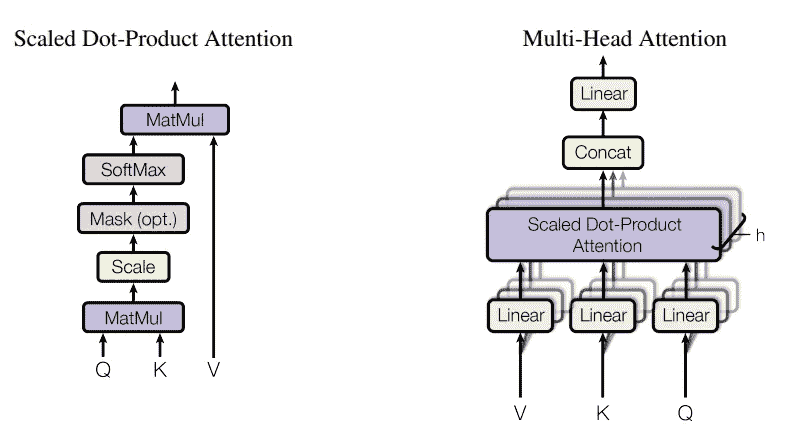 Scaled Dot-Product Attention
MatMul
SoftMax
Mask (opt.)
Scale
MatMul
Q K V
Multi-Head Attention
Linear
Concat
Scaled Dot-Product
Attention
h
Linear Linear Linear
V K Q